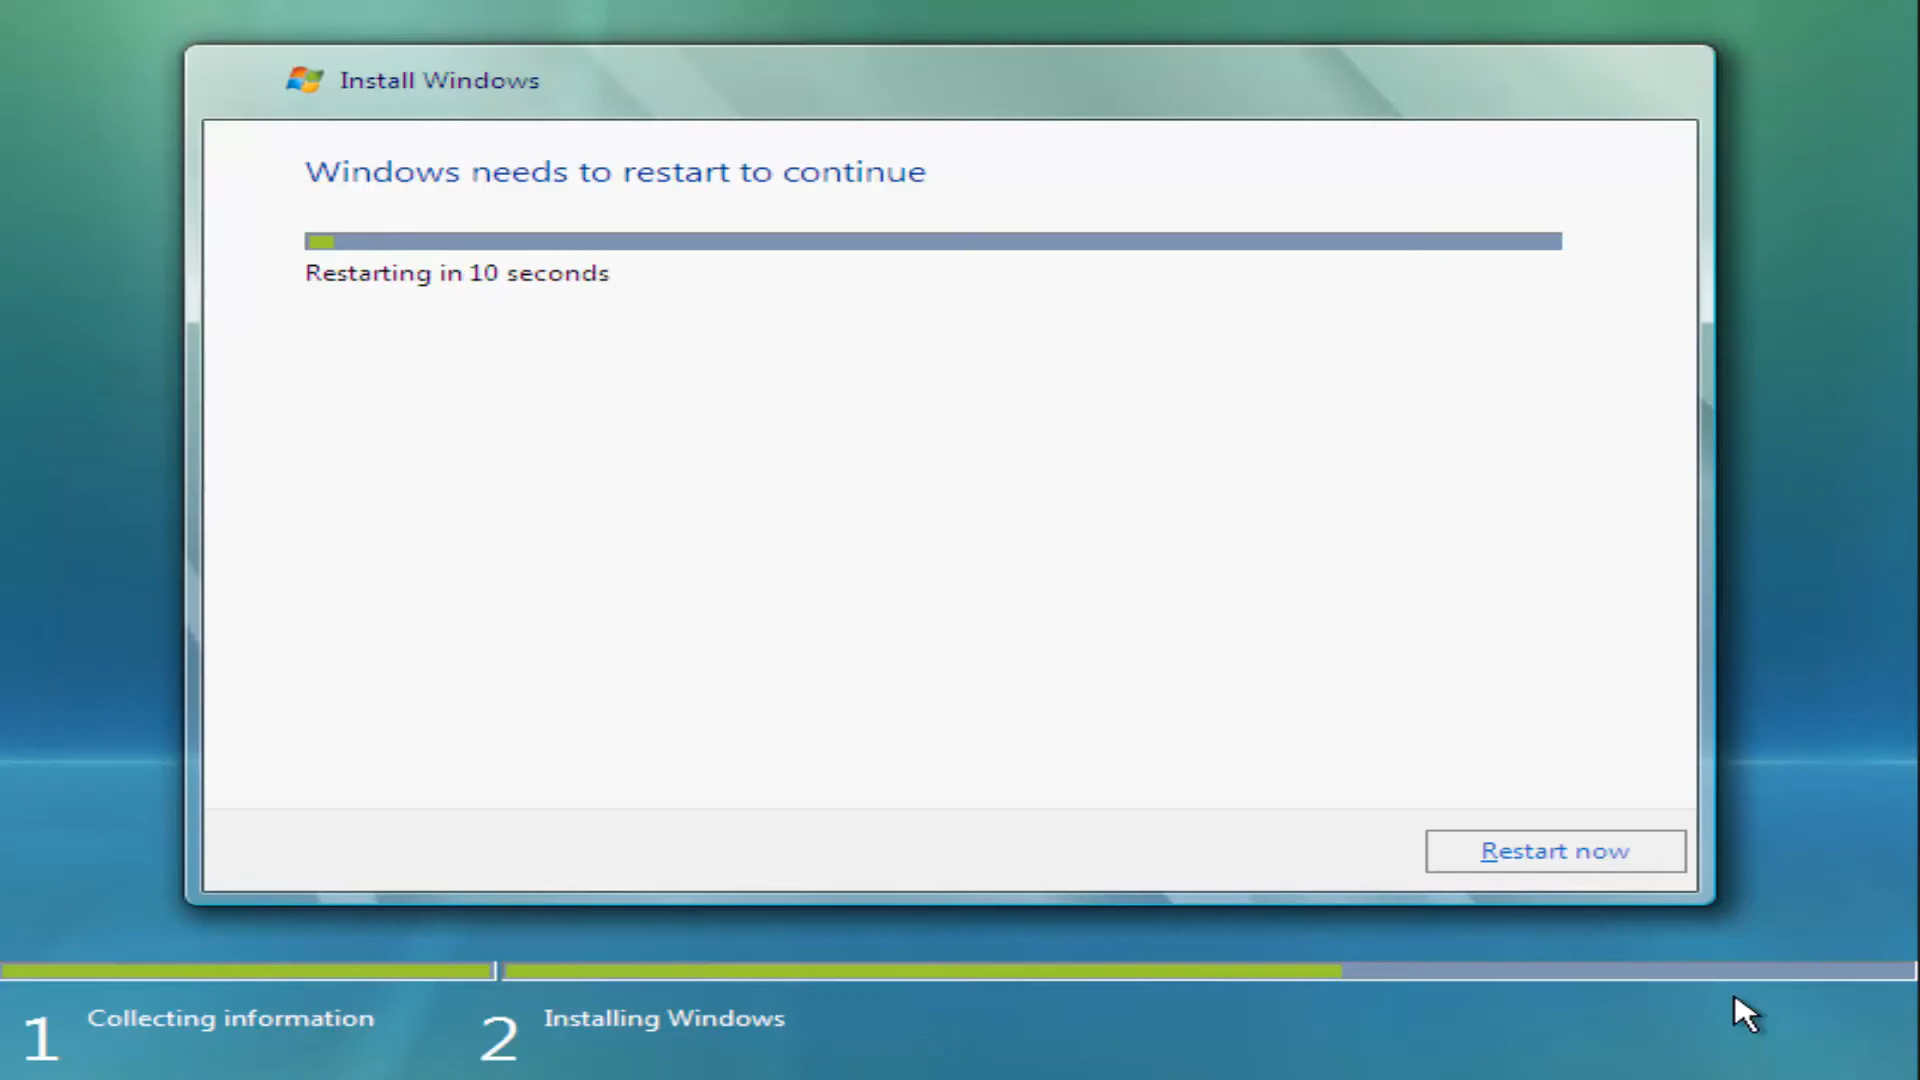 Install Windows
Windows needs to restart to continue
Restarting in 10 seconds
Restart now
1 Collecting information
2 Installing Windows